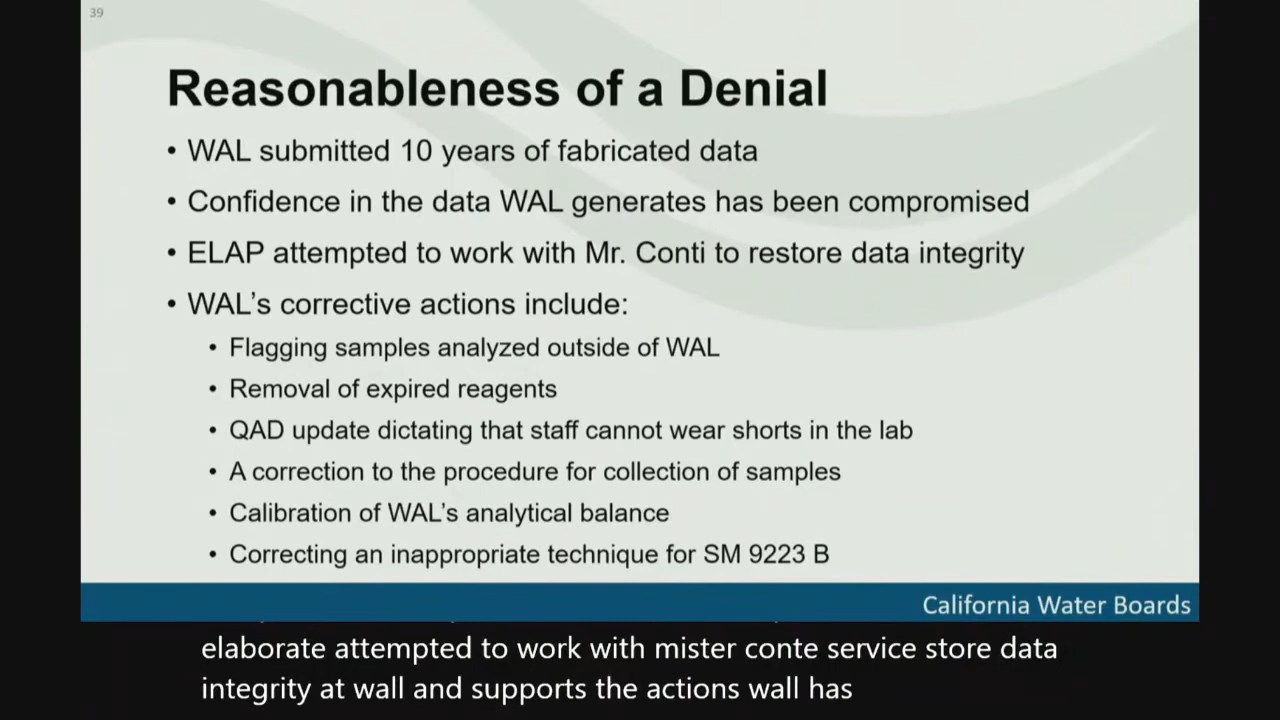 39
Reasonableness of a Denial
• WAL submitted 10 years of fabricated data
• Confidence in the data WAL generates has been compromised
• ELAP attempted to work with Mr. Conti to restore data integrity
• WAL’s corrective actions include:
• Flagging samples analyzed outside of WAL
• Removal of expired reagents
• QAD update dictating that staff cannot wear shorts in the lab
• A correction to the procedure for collection of samples
• Calibration of WAL’s analytical balance
• Correcting an inappropriate technique for SM 9223 B
California Water Boards
elaborate attempted to work with mister conte service store data
integrity at wall and supports the actions wall has